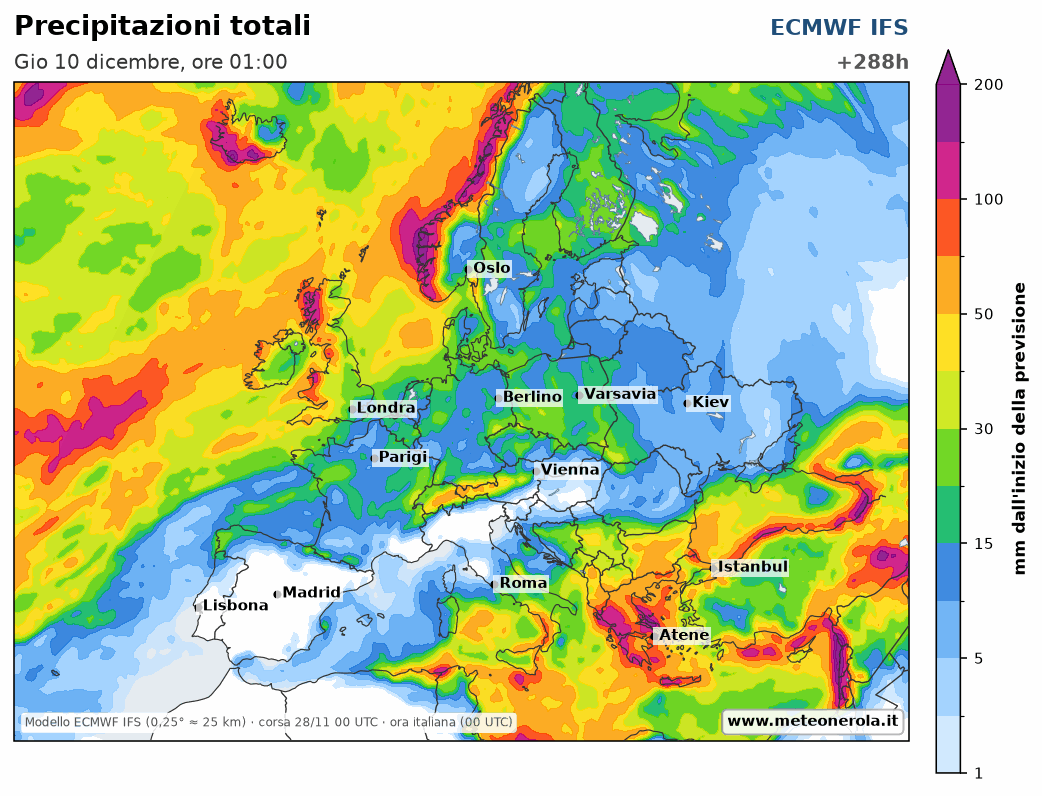 Precipitazioni totali
ECMWF IFS
Gio 10 dicembre, ore 01:00
+288h
200
100
50
30
15
5
1
mm dall'inizio della previsione
Oslo
Londra
Berlino
Varsavia
Kiev
Parigi
Vienna
Madrid
Lisbona
Roma
Istanbul
Atene
Modello ECMWF IFS (0,25° ≈ 25 km) · corsa 28/11 00 UTC · ora italiana (00 UTC)
www.meteonerola.it